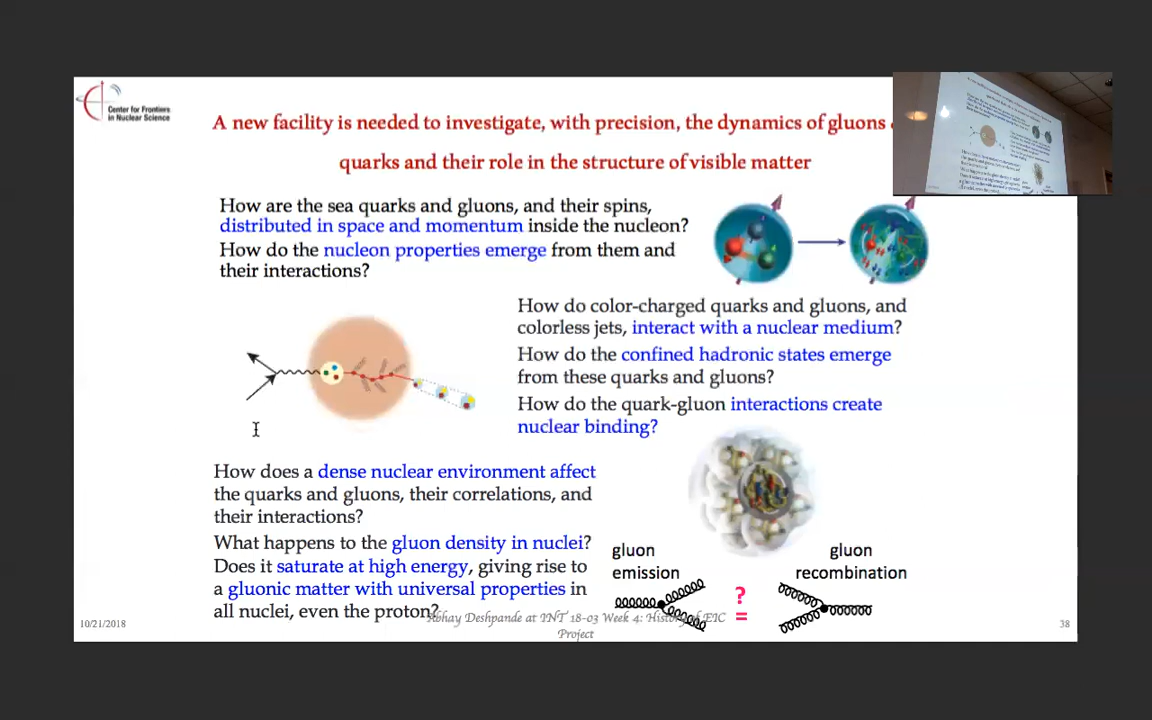 Center for Frontiers
in Nuclear Science
A new facility is needed to investigate, with precision, the dynamics of gluons
quarks and their role in the structure of visible matter
How are the sea quarks and gluons, and their spins,
distributed in space and momentum inside the nucleon?
How do the nucleon properties emerge from them and
their interactions?
How do color-charged quarks and gluons, and
colorless jets, interact with a nuclear medium?
How do the confined hadronic states emerge
from these quarks and gluons?
How do the quark-gluon interactions create
nuclear binding?
How does a dense nuclear environment affect
the quarks and gluons, their correlations, and
their interactions?
What happens to the gluon density in nuclei?
Does it saturate at high energy, giving rise to
a gluonic matter with universal properties in
all nuclei, even the proton?
gluon
emission
?
=
gluon
recombination
10/21/2018
Abhay Deshpande at INT 18-03 Week 4: History of EIC
Project
38